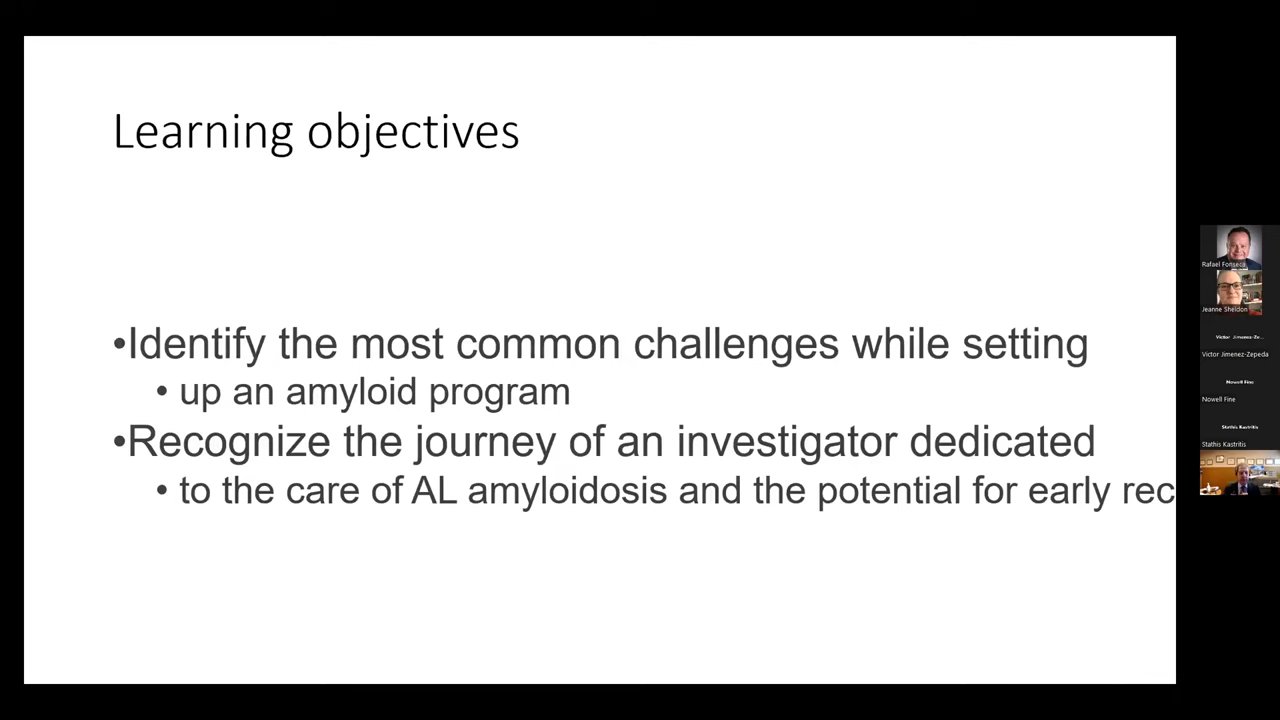 Learning objectives
•Identify the most common challenges while setting
• up an amyloid program
•Recognize the journey of an investigator dedicated
• to the care of AL amyloidosis and the potential for early rec
Rafael Fonseca
Jeanne Sheldon
Victor Jimenez-Ze...
Victor Jimenez-Zepeda
Nowell Fine
Nowell Fine
Stathis Kastritis
Stathis Kastritis